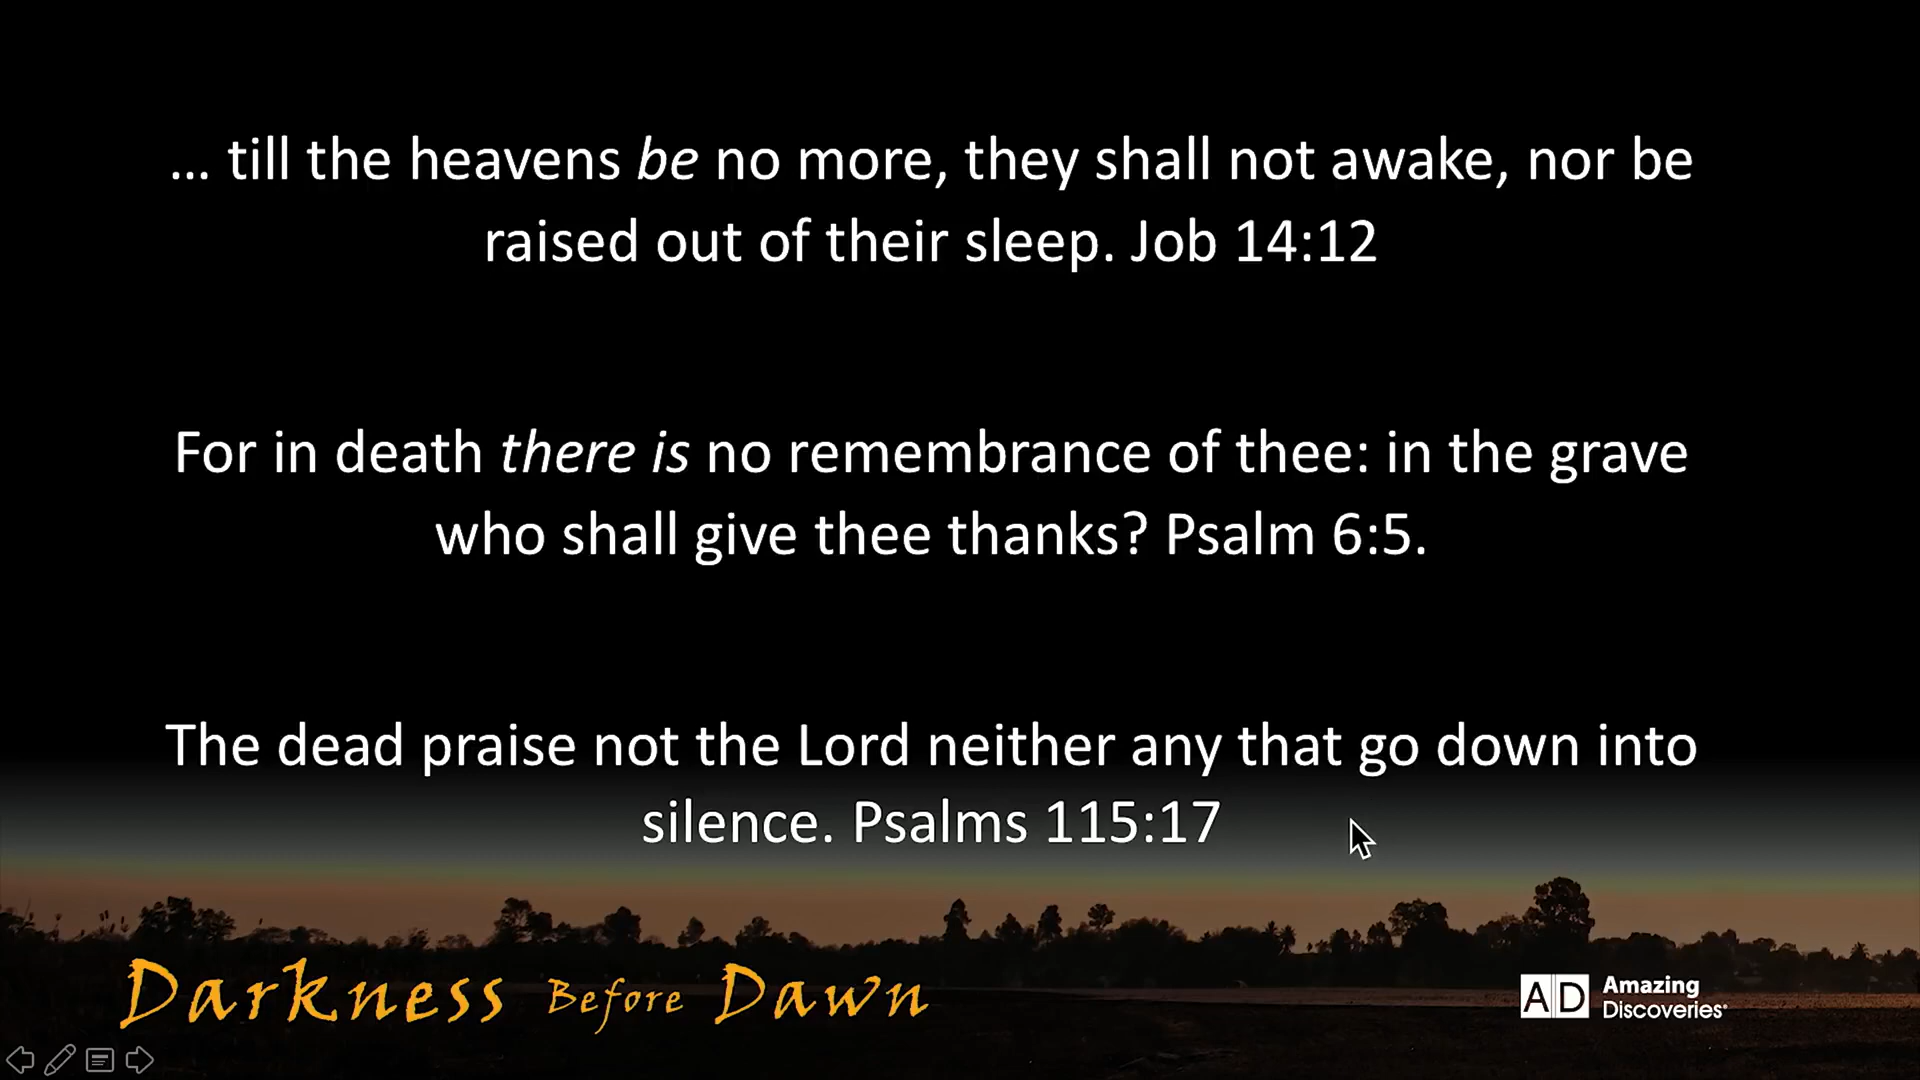 ... till the heavens be no more, they shall not awake, nor be
raised out of their sleep. Job 14:12
For in death there is no remembrance of thee: in the grave
who shall give thee thanks? Psalm 6:5.
The dead praise not the Lord neither any that go down into
silence. Psalms 115:17
Darkness Before Dawn
AD Amazing
Discoveries